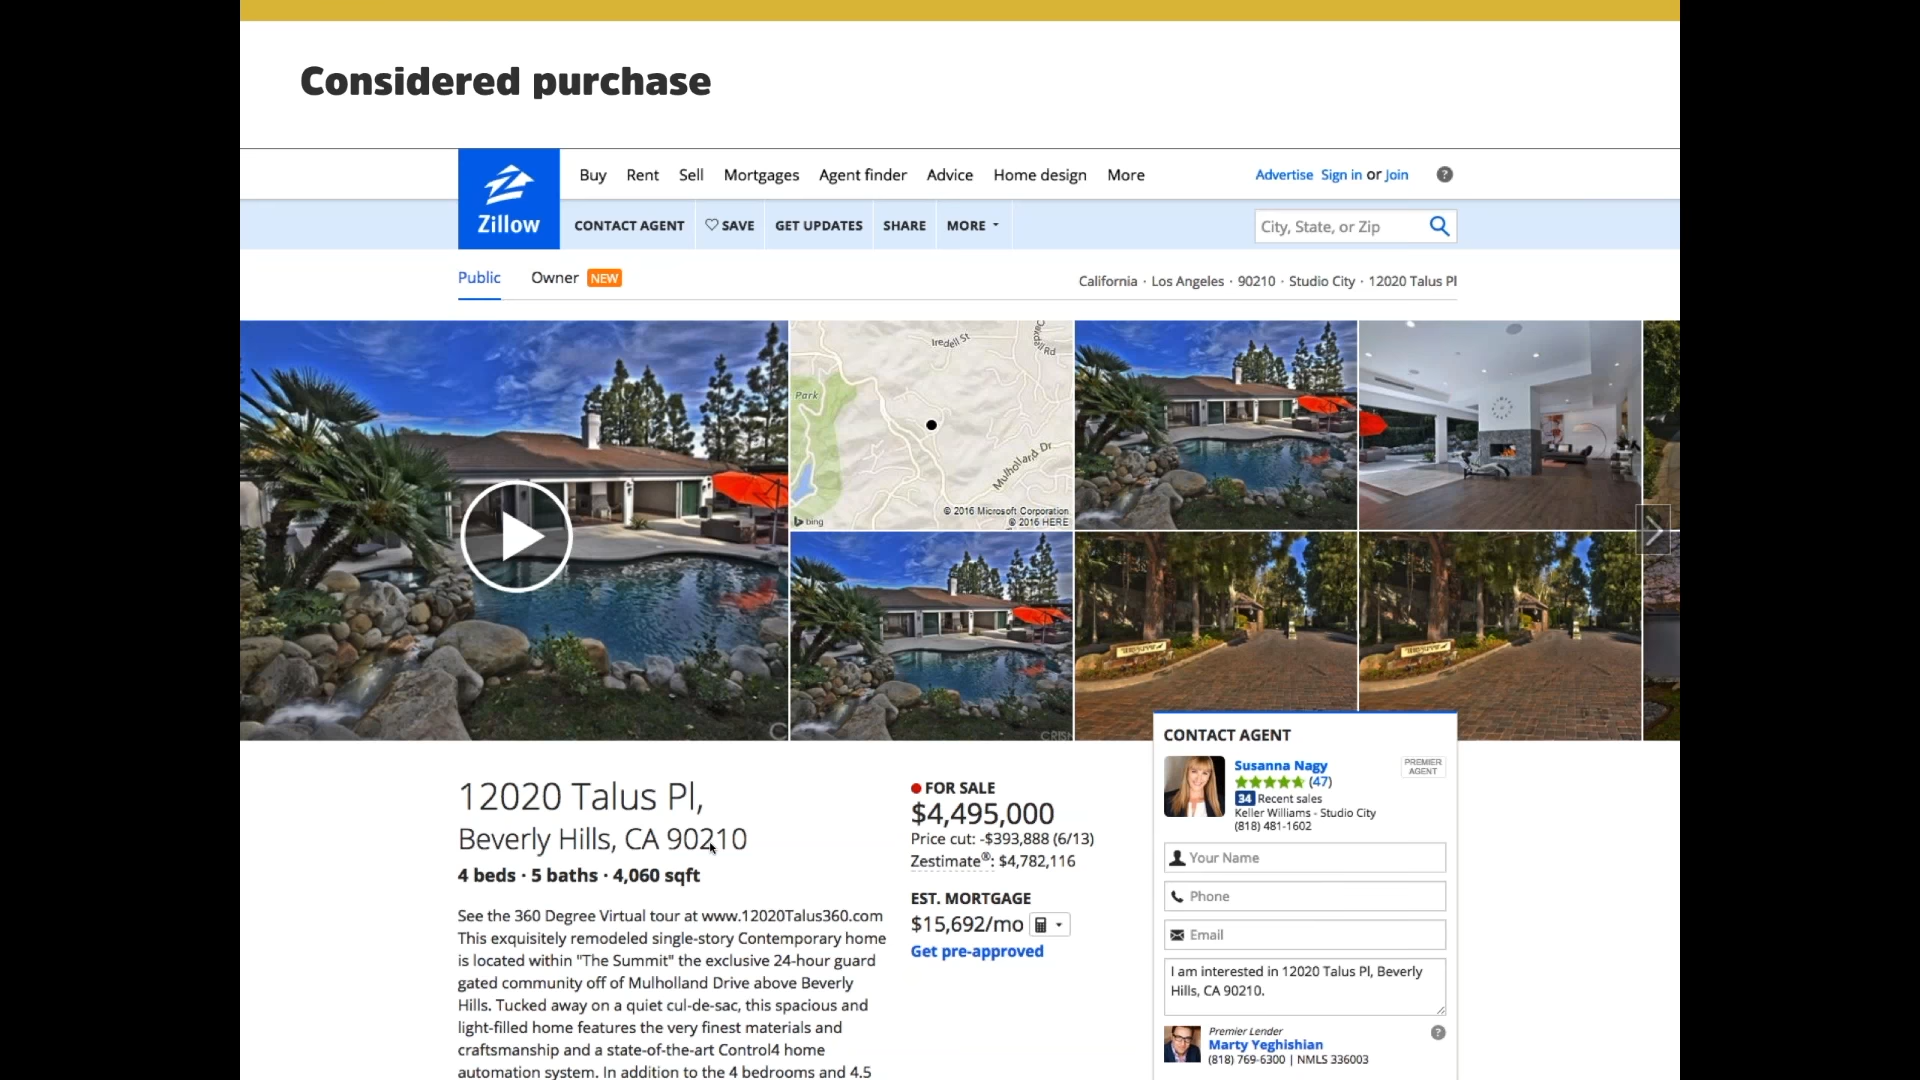 Considered purchase
Zillow
Buy Rent Sell Mortgages Agent finder Advice Home design More
Advertise Sign in or Join ?
CONTACT AGENT SAVE GET UPDATES SHARE MORE
City, State, or Zip
Public Owner NEW
California · Los Angeles · 90210 · Studio City · 12020 Talus Pl
Iredell St
Rd
Park
Mulholland Dr
bing
© 2016 Microsoft Corporation
© 2016 HERE
12020 Talus Pl,
Beverly Hills, CA 90210
4 beds · 5 baths · 4,060 sqft
See the 360 Degree Virtual tour at www.12020Talus360.com
This exquisitely remodeled single-story Contemporary home
is located within "The Summit" the exclusive 24-hour guard
gated community off of Mulholland Drive above Beverly
Hills. Tucked away on a quiet cul-de-sac, this spacious and
light-filled home features the very finest materials and
craftsmanship and a state-of-the-art Control4 home
automation system. In addition to the 4 bedrooms and 4.5
FOR SALE
$4,495,000
Price cut: -$393,888 (6/13)
Zestimate®: $4,782,116
EST. MORTGAGE
$15,692/mo
Get pre-approved
CONTACT AGENT
Susanna Nagy
(47)
34 Recent sales
Keller Williams - Studio City
(818) 481-1602
PREMIER
AGENT
Your Name
Phone
Email
I am interested in 12020 Talus Pl, Beverly
Hills, CA 90210.
Premier Lender
Marty Yeghishian
(818) 769-6300 | NMLS 336003
?